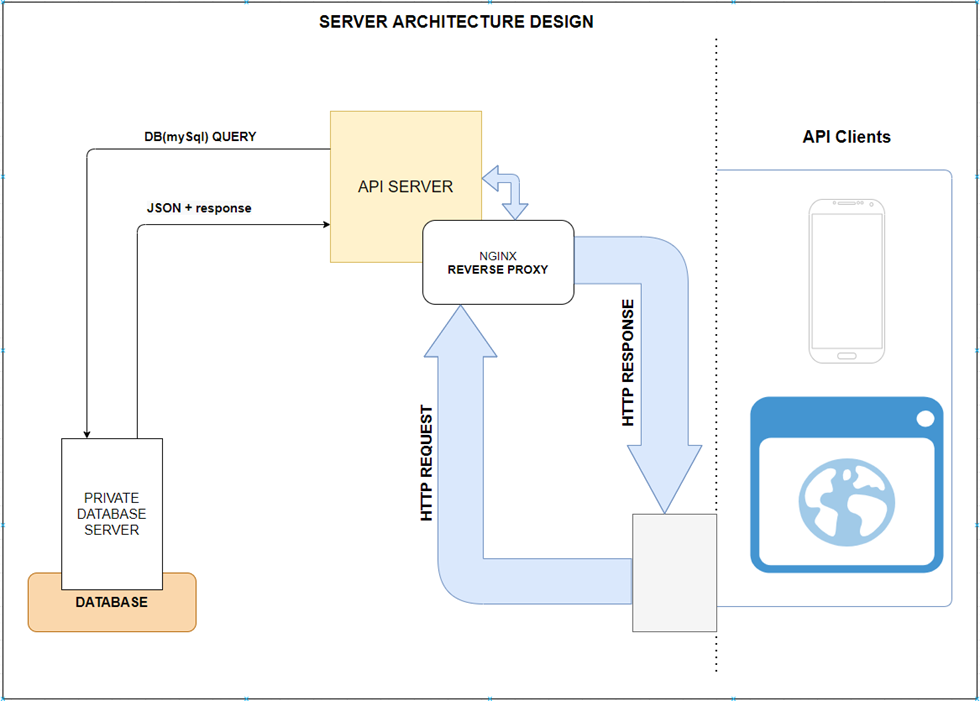 SERVER ARCHITECTURE DESIGN
DB(mySql) QUERY
API Clients
API SERVER
JSON + response
NGINX
REVERSE PROXY
HTTP RESPONSE
HTTP REQUEST
PRIVATE
DATABASE
SERVER
DATABASE